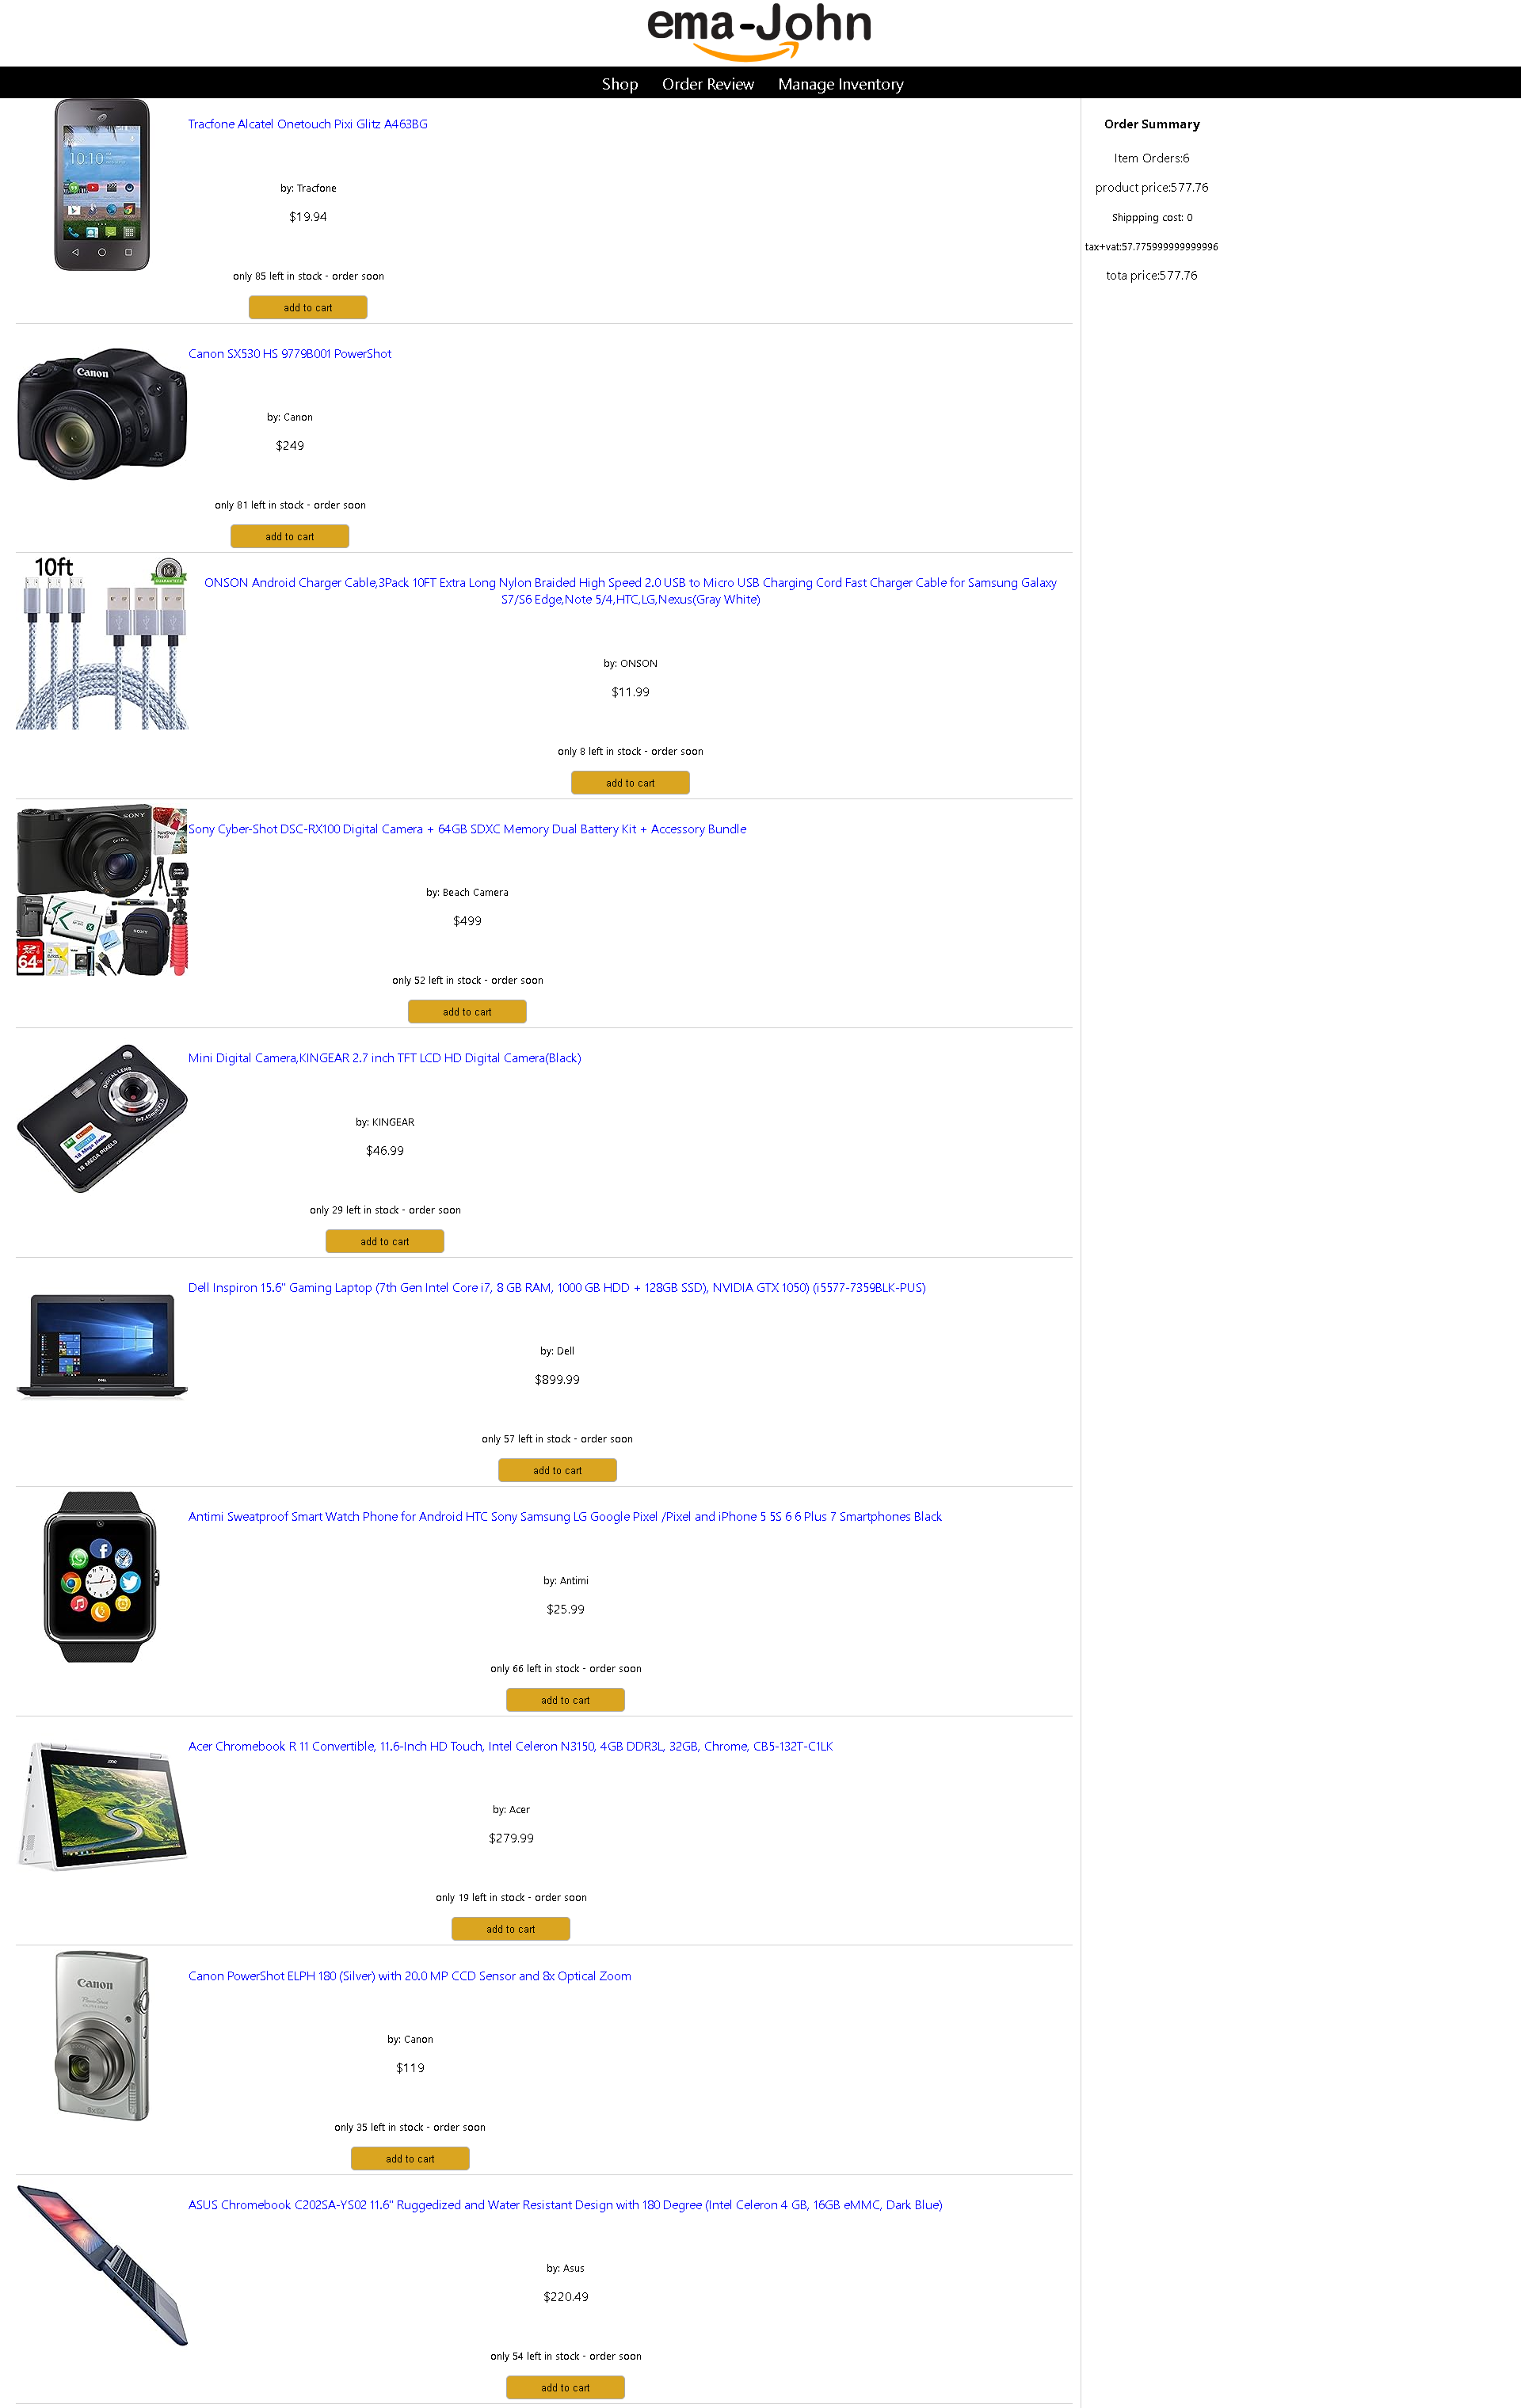 ema-John
Shop Order Review Manage Inventory
Tracfone Alcatel Onetouch Pixi Glitz A463BG
by: Tracfone
$19.94
only 85 left in stock - order soon
add to cart
Order Summary
Item Orders:6
product price:577.76
Shippping cost: 0
tax+vat:57.775999999999996
tota price:577.76
10:10
Canon
Canon SX530 HS 9779B001 PowerShot
by: Canon
$249
only 81 left in stock - order soon
add to cart
10ft
100%
ONSON Android Charger Cable,3Pack 10FT Extra Long Nylon Braided High Speed 2.0 USB to Micro USB Charging Cord Fast Charger Cable for Samsung Galaxy
S7/S6 Edge,Note 5/4,HTC,LG,Nexus(Gray White)
by: ONSON
$11.99
only 8 left in stock - order soon
add to cart
SONY
64
Sony Cyber-Shot DSC-RX100 Digital Camera + 64GB SDXC Memory Dual Battery Kit + Accessory Bundle
by: Beach Camera
$499
only 52 left in stock - order soon
add to cart
DIGITAL LENS
18 MEGA PIXELS
Mini Digital Camera,KINGEAR 2.7 inch TFT LCD HD Digital Camera(Black)
by: KINGEAR
$46.99
only 29 left in stock - order soon
add to cart
Dell Inspiron 15.6" Gaming Laptop (7th Gen Intel Core i7, 8 GB RAM, 1000 GB HDD + 128GB SSD), NVIDIA GTX 1050) (i5577-7359BLK-PUS)
by: Dell
$899.99
only 57 left in stock - order soon
add to cart
Antimi Sweatproof Smart Watch Phone for Android HTC Sony Samsung LG Google Pixel /Pixel and iPhone 5 5S 6 6 Plus 7 Smartphones Black
by: Antimi
$25.99
only 66 left in stock - order soon
add to cart
Acer Chromebook R 11 Convertible, 11.6-Inch HD Touch, Intel Celeron N3150, 4GB DDR3L, 32GB, Chrome, CB5-132T-C1LK
by: Acer
$279.99
only 19 left in stock - order soon
add to cart
Canon
Canon PowerShot ELPH 180 (Silver) with 20.0 MP CCD Sensor and 8x Optical Zoom
by: Canon
$119
only 35 left in stock - order soon
add to cart
ASUS Chromebook C202SA-YS02 11.6" Ruggedized and Water Resistant Design with 180 Degree (Intel Celeron 4 GB, 16GB eMMC, Dark Blue)
by: Asus
$220.49
only 54 left in stock - order soon
add to cart